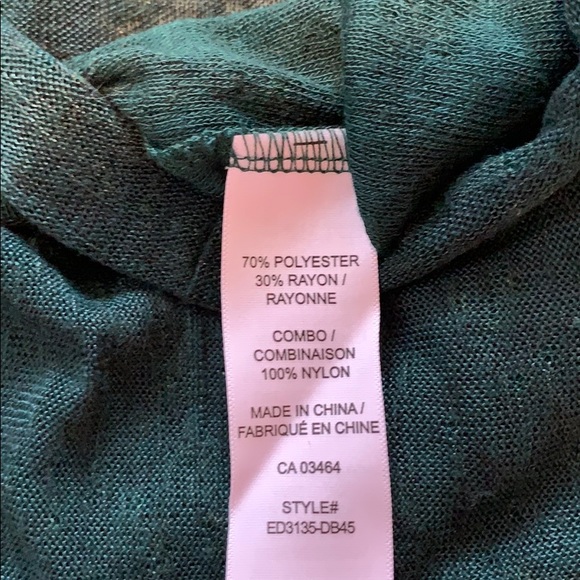 70% POLYESTER
30% RAYON /
RAYONNE
COMBO /
COMBINAISON
100% NYLON
MADE IN CHINA /
FABRIQUÉ EN CHINE
CA 03464
STYLE#
ED3135-DB45